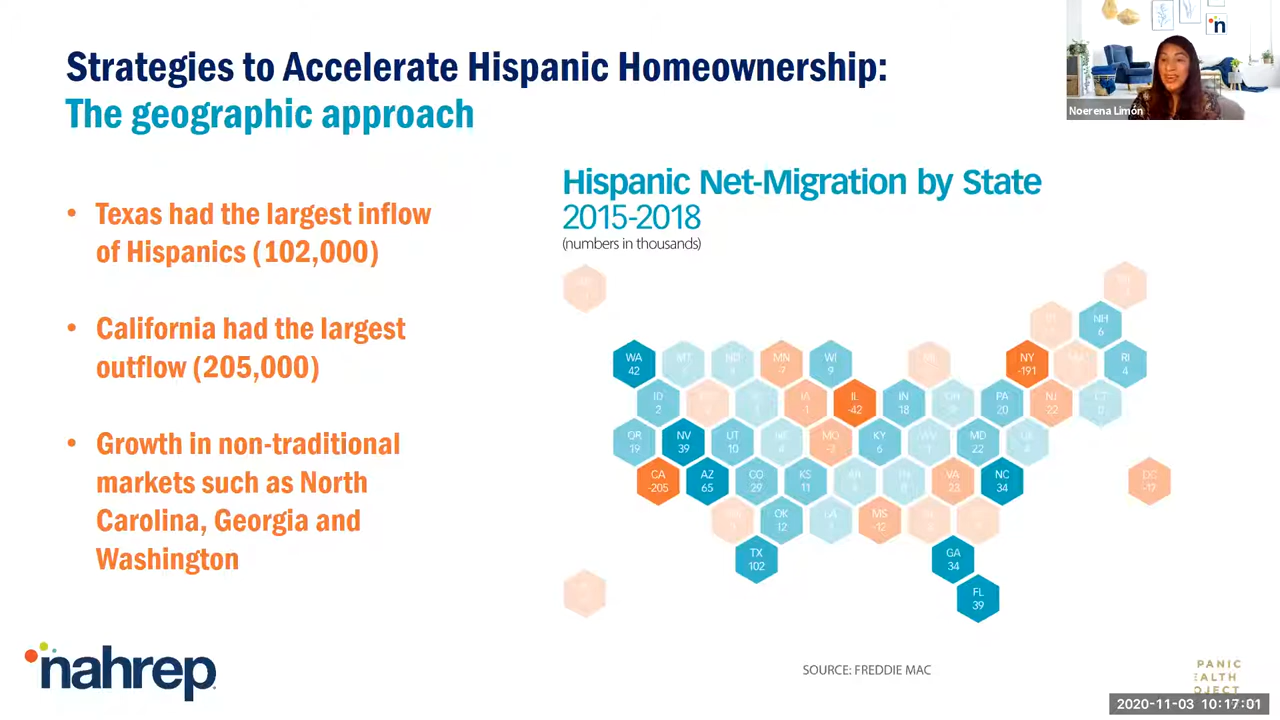 Strategies to Accelerate Hispanic Homeownership:
The geographic approach
n
Noerena Limón
• Texas had the largest inflow
of Hispanics (102,000)
• California had the largest
outflow (205,000)
• Growth in non-traditional
markets such as North
Carolina, Georgia and
Washington
Hispanic Net-Migration by State
2015-2018
(numbers in thousands)
NH
6
WA
42
MN
-7
WI
9
NY
-191
RI
4
ID
2
IA
-1
IL
-42
IN
18
PA
20
NJ
22
OR
19
NV
39
UT
10
MO
KY
6
MD
22
CA
-205
AZ
65
CO
29
KS
11
VA
23
NC
34
DC
-17
OK
12
MS
-12
TX
102
GA
34
FL
39
nahrep
SOURCE: FREDDIE MAC
PANIC
EALTH
OJECT
2020-11-03 10:17:01